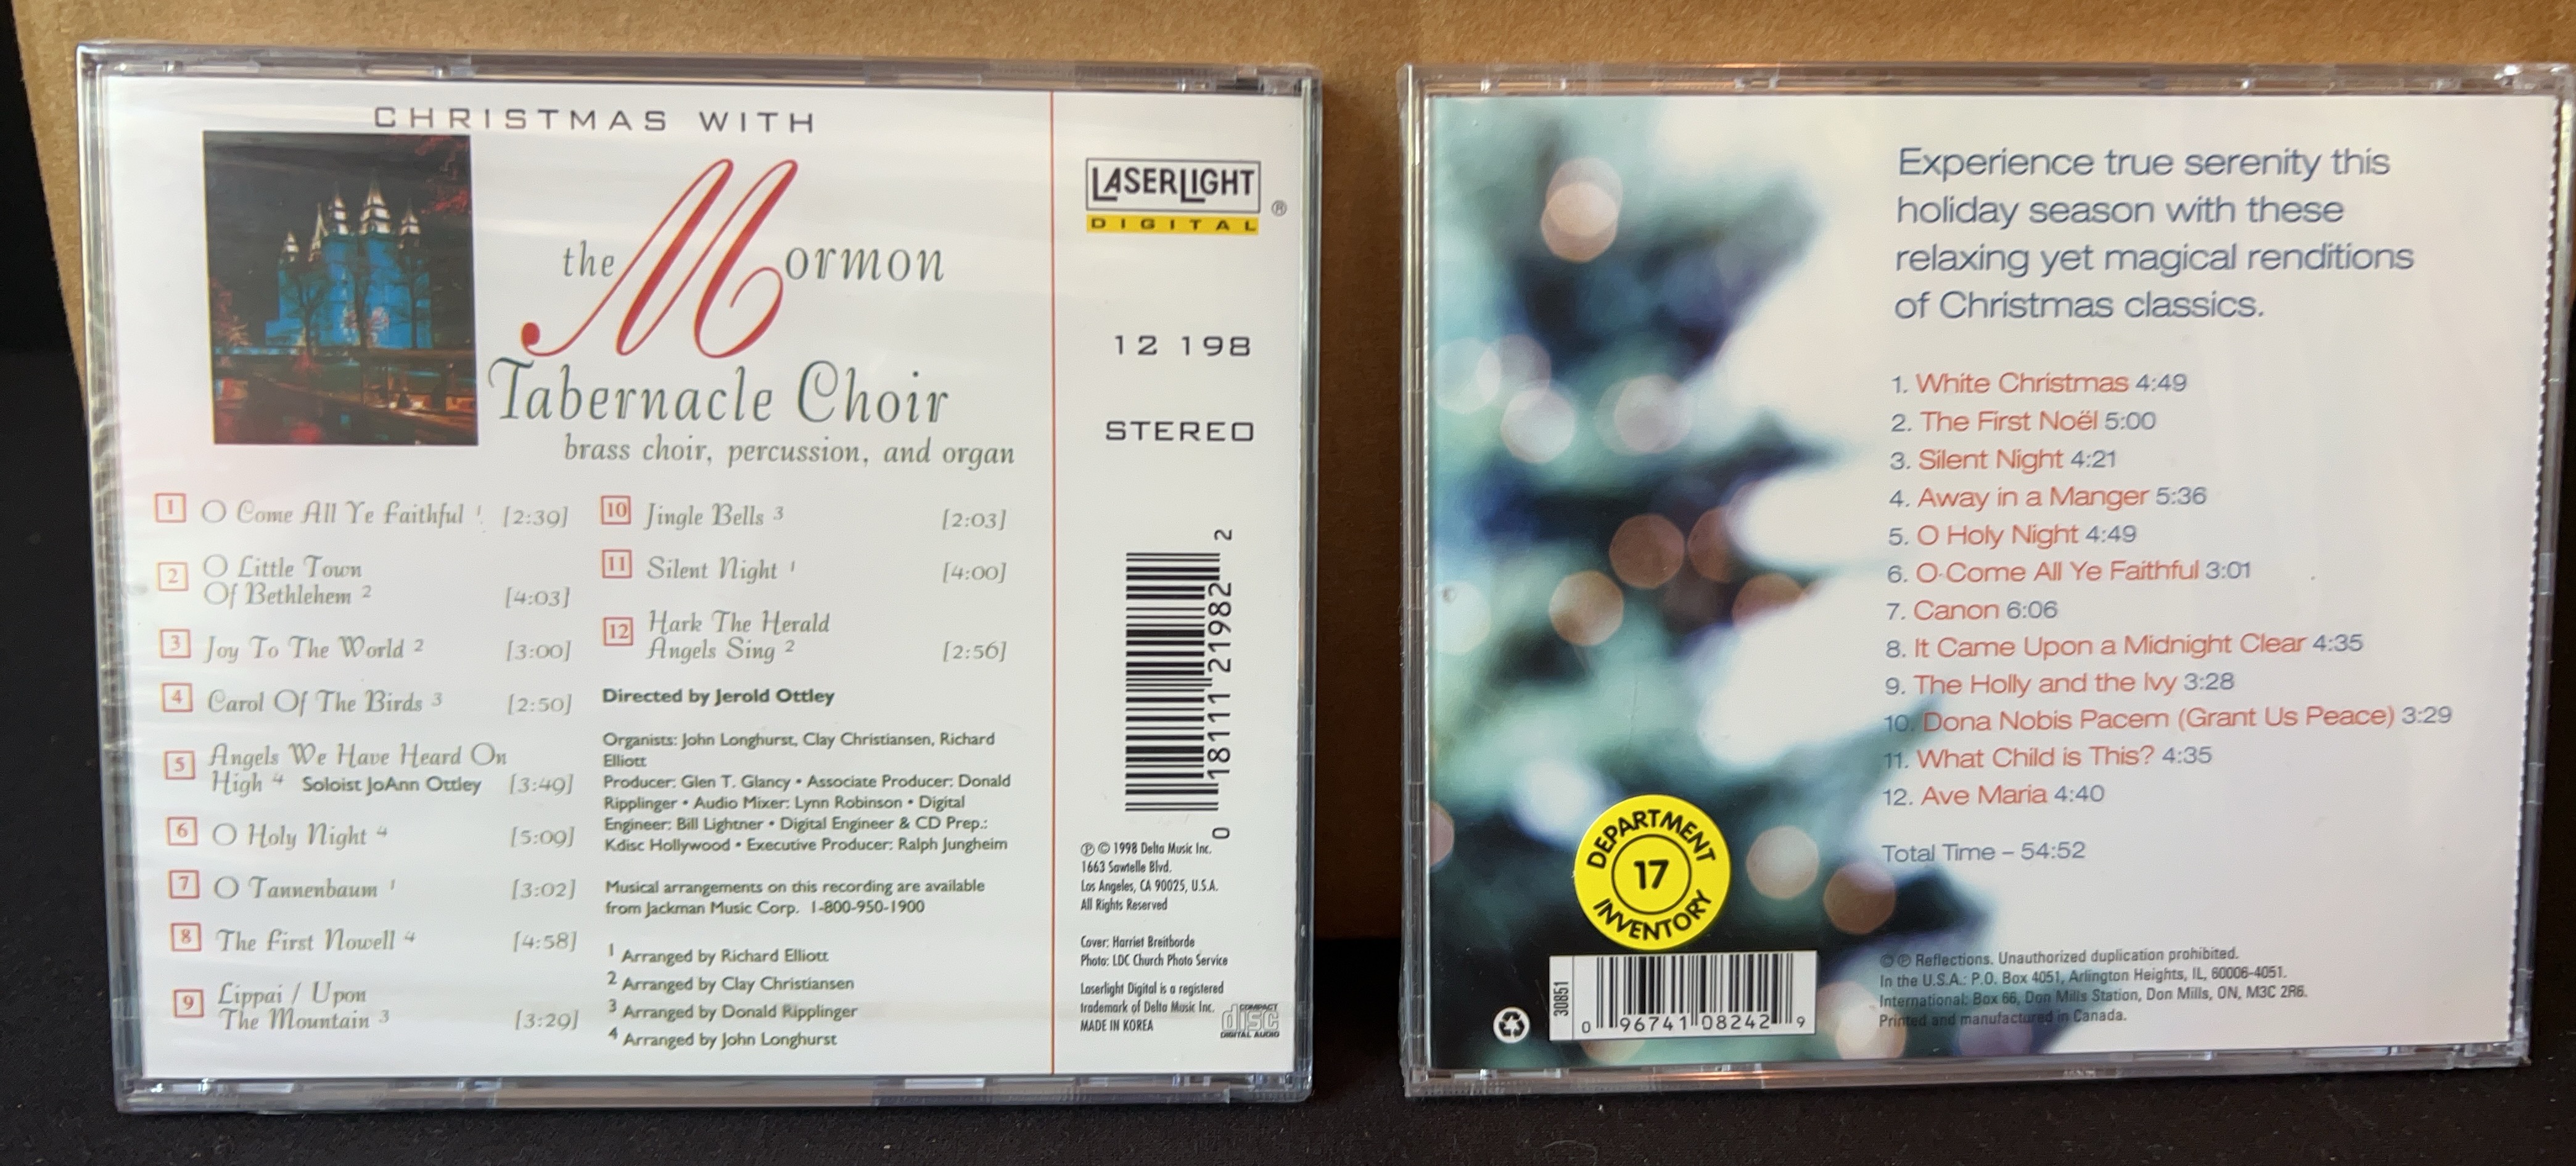 CHRISTMAS WITH
the Mormon
Tabernacle Choir
brass choir, percussion, and organ
1 O Come All Ye Faithful 1 [2:39]
2 O Little Town
Of Bethlehem 2 [4:03]
3 Joy To The World 2 [3:00]
4 Carol Of The Birds 3 [2:50]
5 Angels We Have Heard On
High 4 Soloist JoAnn Ottley [3:49]
6 O Holy Night 4 [5:09]
7 O Tannenbaum 1 [3:02]
8 The First Nowell 4 [4:58]
9 Lippai / Upon
The Mountain 3 [3:29]
10 Jingle Bells 3 [2:03]
11 Silent Night 1 [4:00]
12 Hark The Herald
Angels Sing 2 [2:56]
Directed by Jerold Ottley
Organists: John Longhurst, Clay Christiansen, Richard
Elliott
Producer: Glen T. Glancy • Associate Producer: Donald
Ripplinger • Audio Mixer: Lynn Robinson • Digital
Engineer: Bill Lightner • Digital Engineer & CD Prep.:
Kdisc Hollywood • Executive Producer: Ralph Jungheim
Musical arrangements on this recording are available
from Jackman Music Corp. 1-800-950-1900
1 Arranged by Richard Elliott
2 Arranged by Clay Christiansen
3 Arranged by Donald Ripplinger
4 Arranged by John Longhurst
LASERLIGHT ®
DIGITAL
12 198
STEREO
0 18111 21982 2
℗ © 1998 Delta Music Inc.
1663 Sawtelle Blvd.
Los Angeles, CA 90025, U.S.A.
All Rights Reserved
Cover: Harriet Breitborde
Photo: LDC Church Photo Service
Laserlight Digital is a registered
trademark of Delta Music Inc.
MADE IN KOREA
COMPACT
disc
DIGITAL AUDIO
Experience true serenity this
holiday season with these
relaxing yet magical renditions
of Christmas classics.
1. White Christmas 4:49
2. The First Noël 5:00
3. Silent Night 4:21
4. Away in a Manger 5:36
5. O Holy Night 4:49
6. O Come All Ye Faithful 3:01
7. Canon 6:06
8. It Came Upon a Midnight Clear 4:35
9. The Holly and the Ivy 3:28
10. Dona Nobis Pacem (Grant Us Peace) 3:29
11. What Child is This? 4:35
12. Ave Maria 4:40
Total Time – 54:52
DEPARTMENT
17
INVENTORY
30851
0 96741 08242 9
© ℗ Reflections. Unauthorized duplication prohibited.
In the U.S.A.: P.O. Box 4051, Arlington Heights, IL, 60006-4051.
International: Box 66, Don Mills Station, Don Mills, ON, M3C 2R6.
Printed and manufactured in Canada.